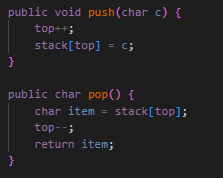 public void push(char c) {
    top++;
    stack[top] = c;
}
public char pop() {
    char item = stack[top];
    top--;
    return item;
}